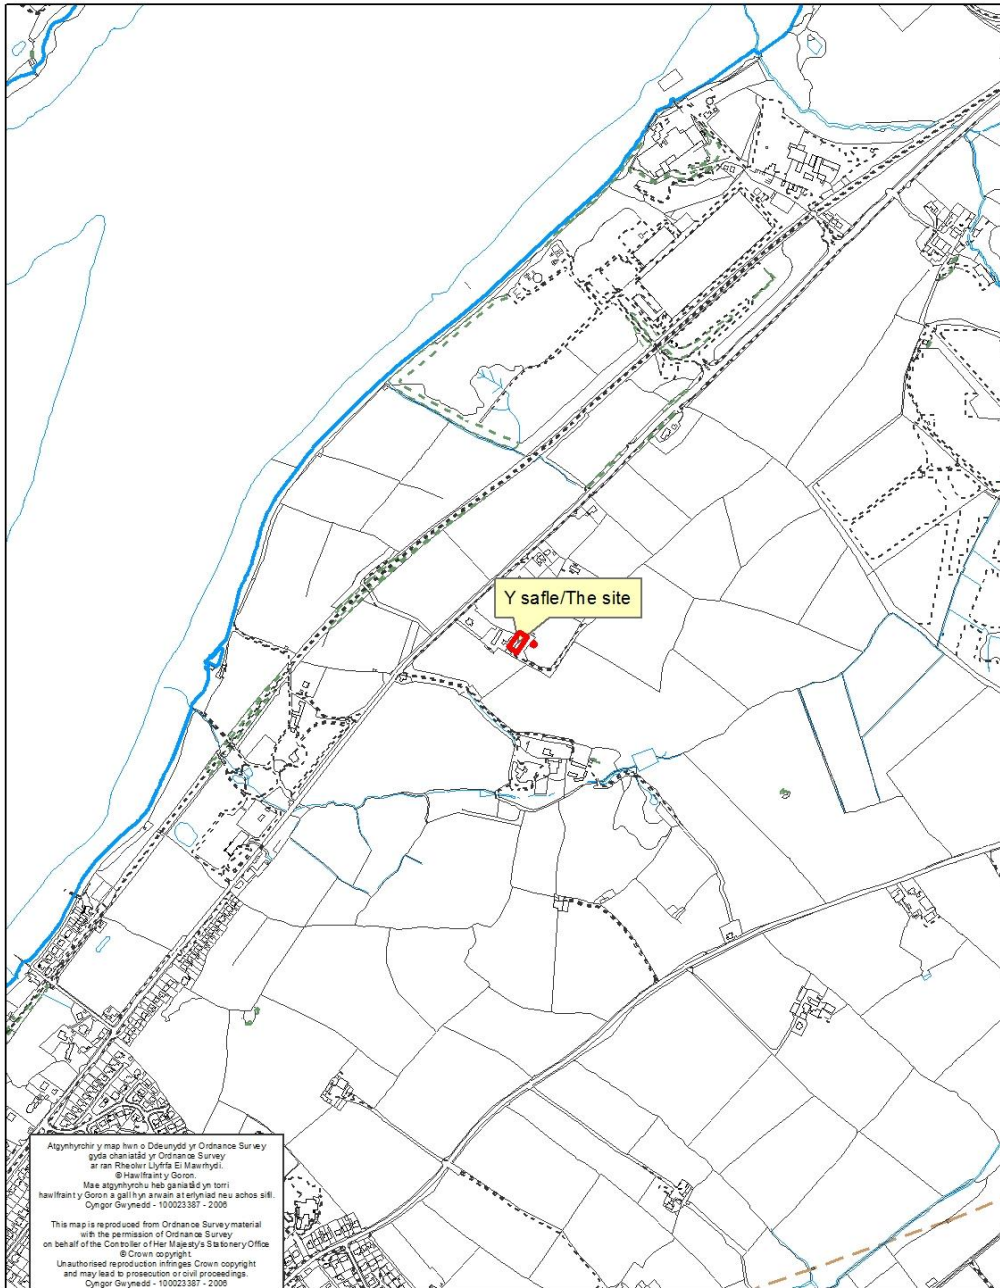 Y safle/The site
Atgynhyrchir y map hwn o Ddeunydd yr Ordnance Survey
gyda chaniatâd yr Ordnance Survey
ar ran Rheolwr Llyfrfa Ei Mawrhydi.
© Hawlfraint y Goron.
Mae atgynhyrchu heb ganiatâd yn torri
hawlfraint y Goron a gall hyn arwain at erlyniad neu achos sifil.
Cyngor Gwynedd - 100023387 - 2006
This map is reproduced from Ordnance Survey material
with the permission of Ordnance Survey
on behalf of the Controller of Her Majesty's Stationery Office
© Crown copyright.
Unauthorised reproduction infringes Crown copyright
and may lead to prosecution or civil proceedings.
Cyngor Gwynedd - 100023387 - 2006